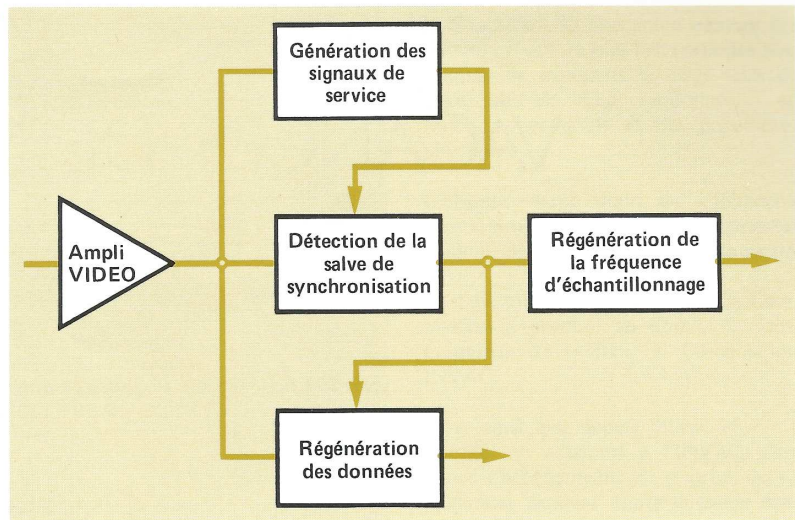 Génération des
signaux de
service
Ampli
VIDEO
Détection de la
salve de
synchronisation
Régénération de
la fréquence
d'échantillonnage
Régénération
des données